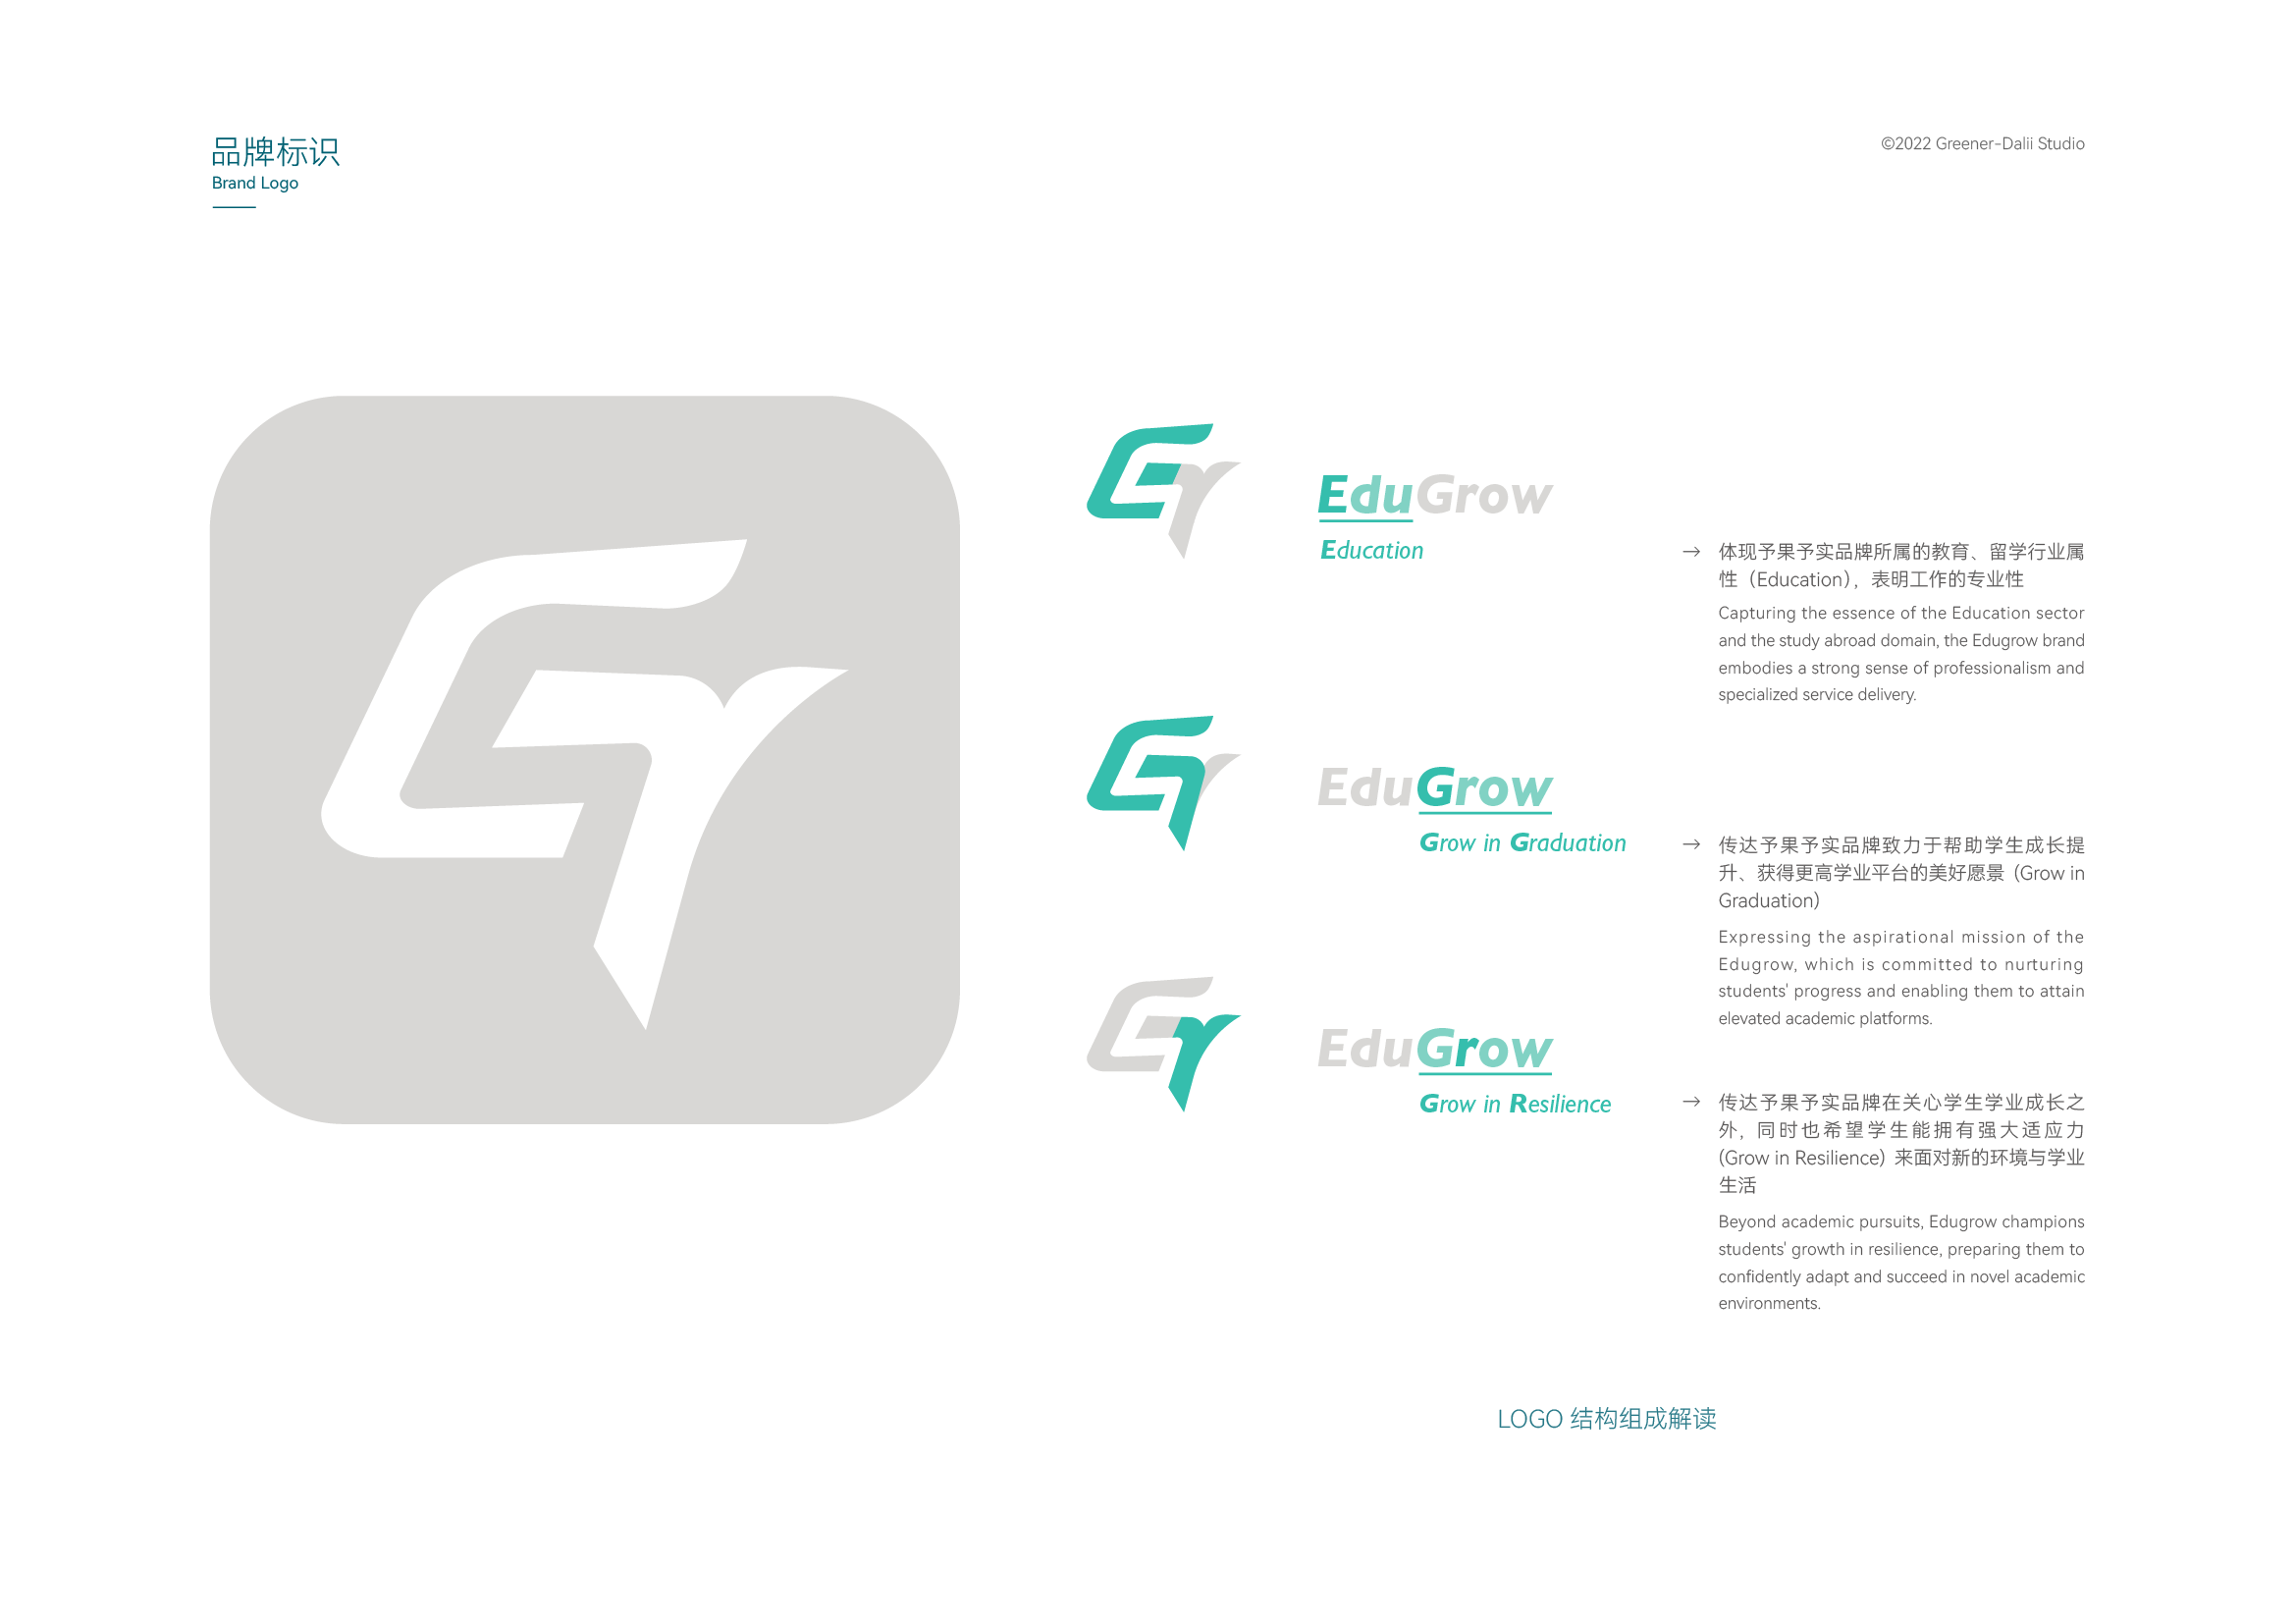 品牌标识
Brand Logo
©2022 Greener-Dalii Studio
EduGrow
Education
→ 体现予果予实品牌所属的教育、留学行业属
性（Education），表明工作的专业性
Capturing the essence of the Education sector
and the study abroad domain, the Edugrow brand
embodies a strong sense of professionalism and
specialized service delivery.
EduGrow
Grow in Graduation
→ 传达予果予实品牌致力于帮助学生成长提
升、获得更高学业平台的美好愿景（Grow in
Graduation）
Expressing the aspirational mission of the
Edugrow, which is committed to nurturing
students' progress and enabling them to attain
elevated academic platforms.
EduGrow
Grow in Resilience
→ 传达予果予实品牌在关心学生学业成长之
外，同时也希望学生能拥有强大适应力
（Grow in Resilience）来面对新的环境与学业
生活
Beyond academic pursuits, Edugrow champions
students' growth in resilience, preparing them to
confidently adapt and succeed in novel academic
environments.
LOGO 结构组成解读